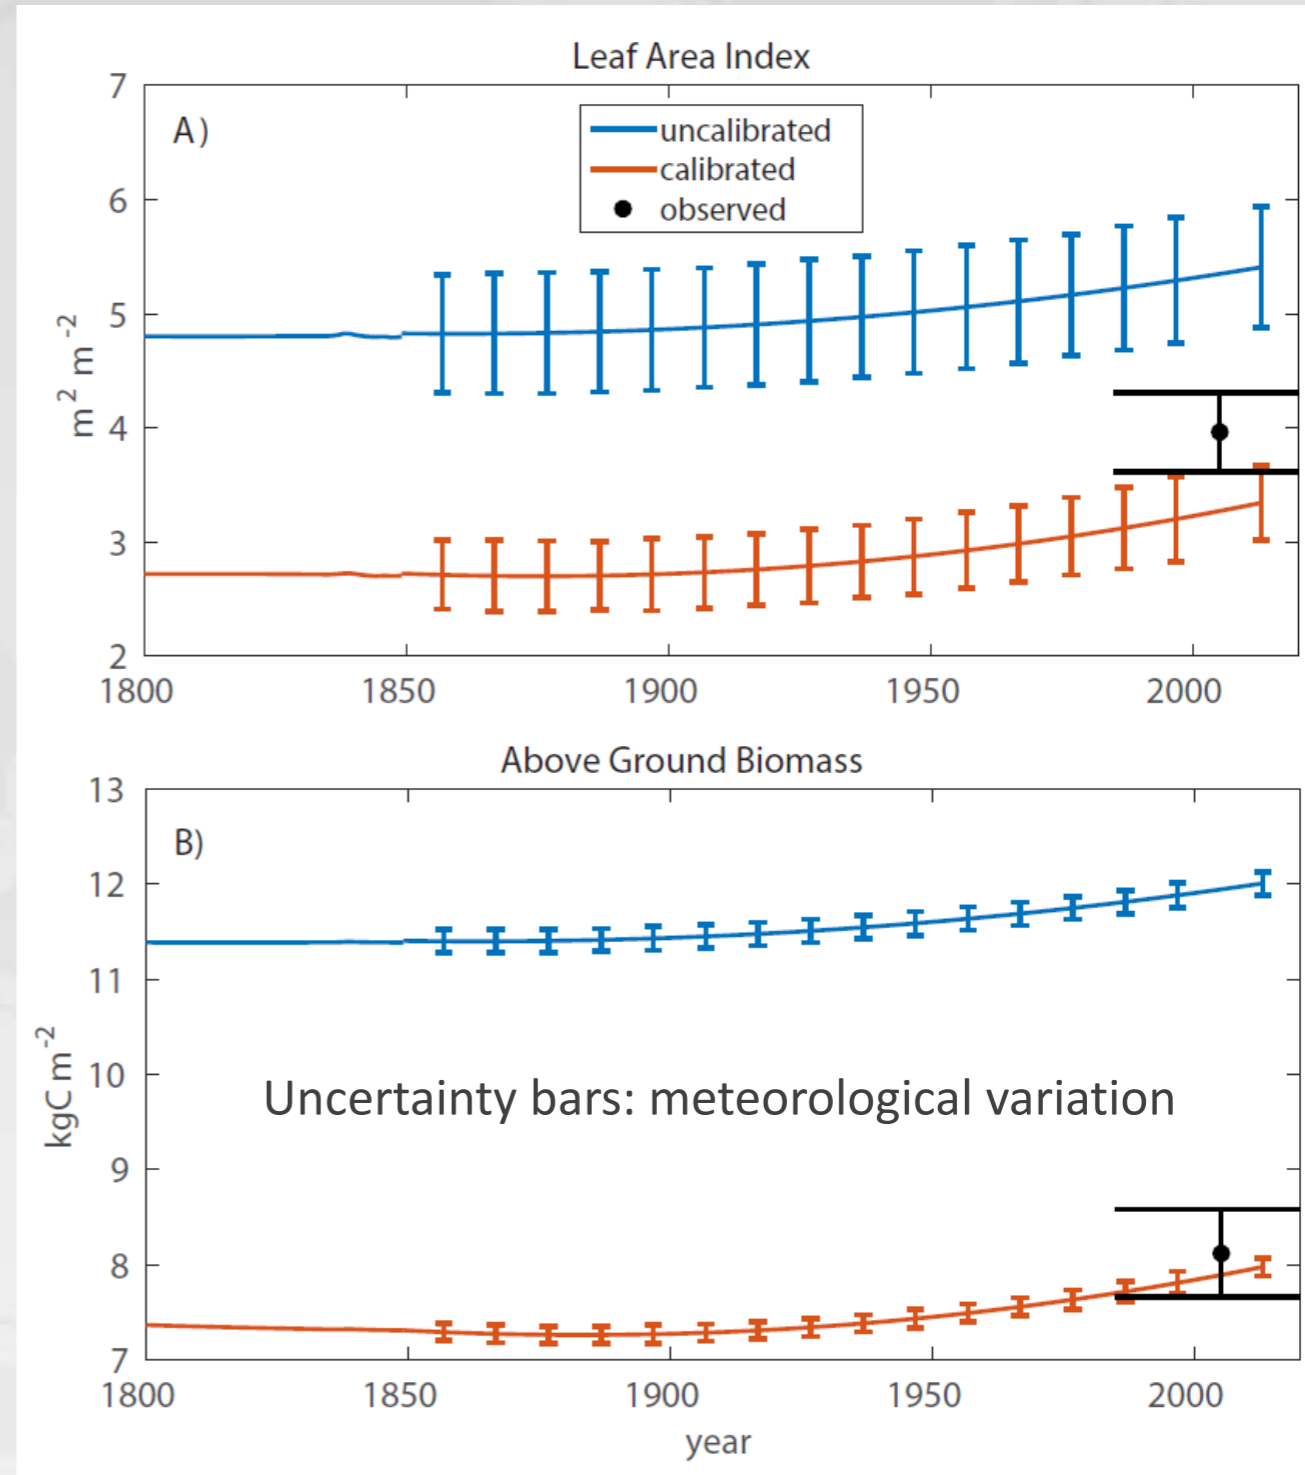 Leaf Area Index
A)
uncalibrated
calibrated
observed
7
6
5
4
3
2
m² m⁻²
1800 1850 1900 1950 2000
Above Ground Biomass
B)
13
12
11
10
9
8
7
kgC m⁻²
Uncertainty bars: meteorological variation
1800 1850 1900 1950 2000
year